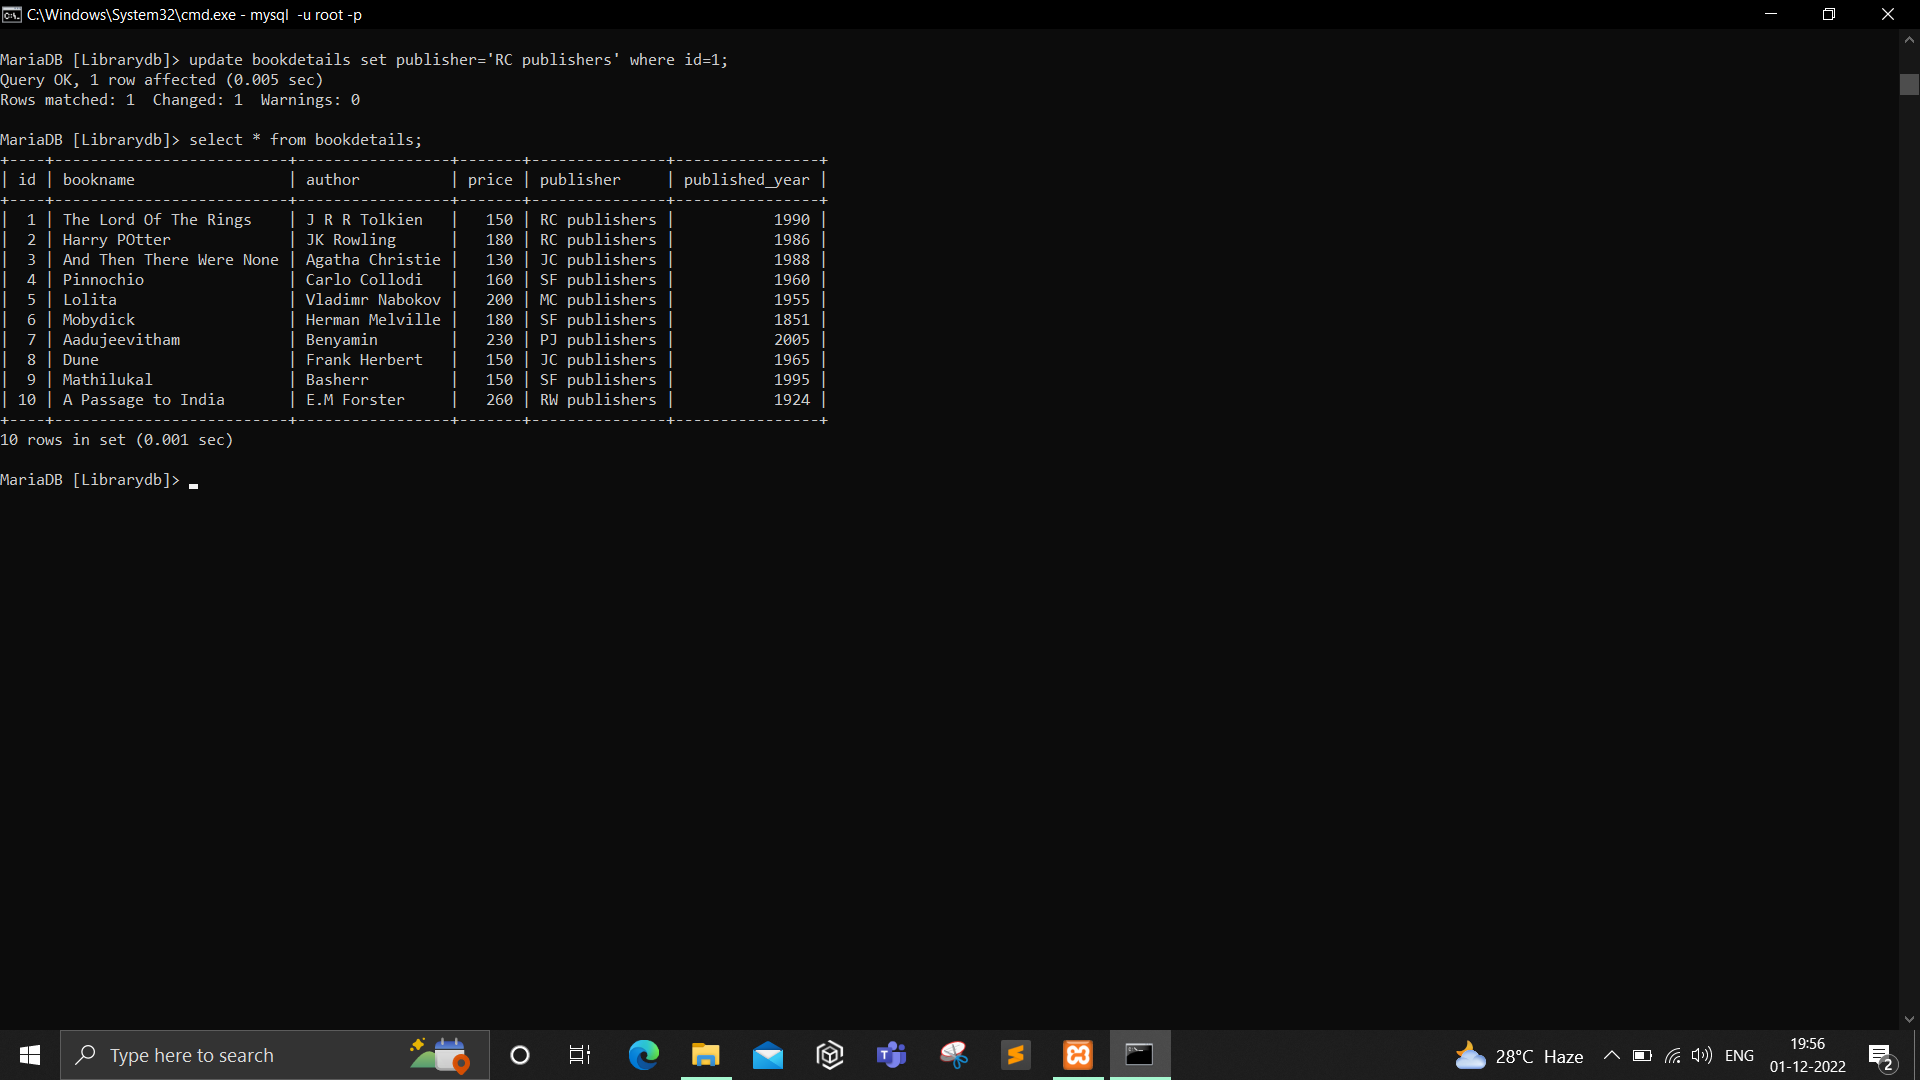 C:\Windows\System32\cmd.exe - mysql  -u root -p
MariaDB [Librarydb]> update bookdetails set publisher='RC publishers' where id=1;
Query OK, 1 row affected (0.005 sec)
Rows matched: 1  Changed: 1  Warnings: 0
MariaDB [Librarydb]> select * from bookdetails;
+----+--------------------------+-----------------+-------+---------------+----------------+
| id | bookname                 | author          | price | publisher     | published_year |
+----+--------------------------+-----------------+-------+---------------+----------------+
|  1 | The Lord Of The Rings    | J R R Tolkien   |   150 | RC publishers |           1990 |
|  2 | Harry POtter             | JK Rowling      |   180 | RC publishers |           1986 |
|  3 | And Then There Were None | Agatha Christie |   130 | JC publishers |           1988 |
|  4 | Pinnochio                | Carlo Collodi   |   160 | SF publishers |           1960 |
|  5 | Lolita                   | Vladimr Nabokov |   200 | MC publishers |           1955 |
|  6 | Mobydick                 | Herman Melville |   180 | SF publishers |           1851 |
|  7 | Aadujeevitham            | Benyamin        |   230 | PJ publishers |           2005 |
|  8 | Dune                     | Frank Herbert   |   150 | JC publishers |           1965 |
|  9 | Mathilukal               | Basherr         |   150 | SF publishers |           1995 |
| 10 | A Passage to India       | E.M Forster     |   260 | RW publishers |           1924 |
+----+--------------------------+-----------------+-------+---------------+----------------+
10 rows in set (0.001 sec)
MariaDB [Librarydb]>
Type here to search
28°C  Haze
ENG
19:56
01-12-2022
2